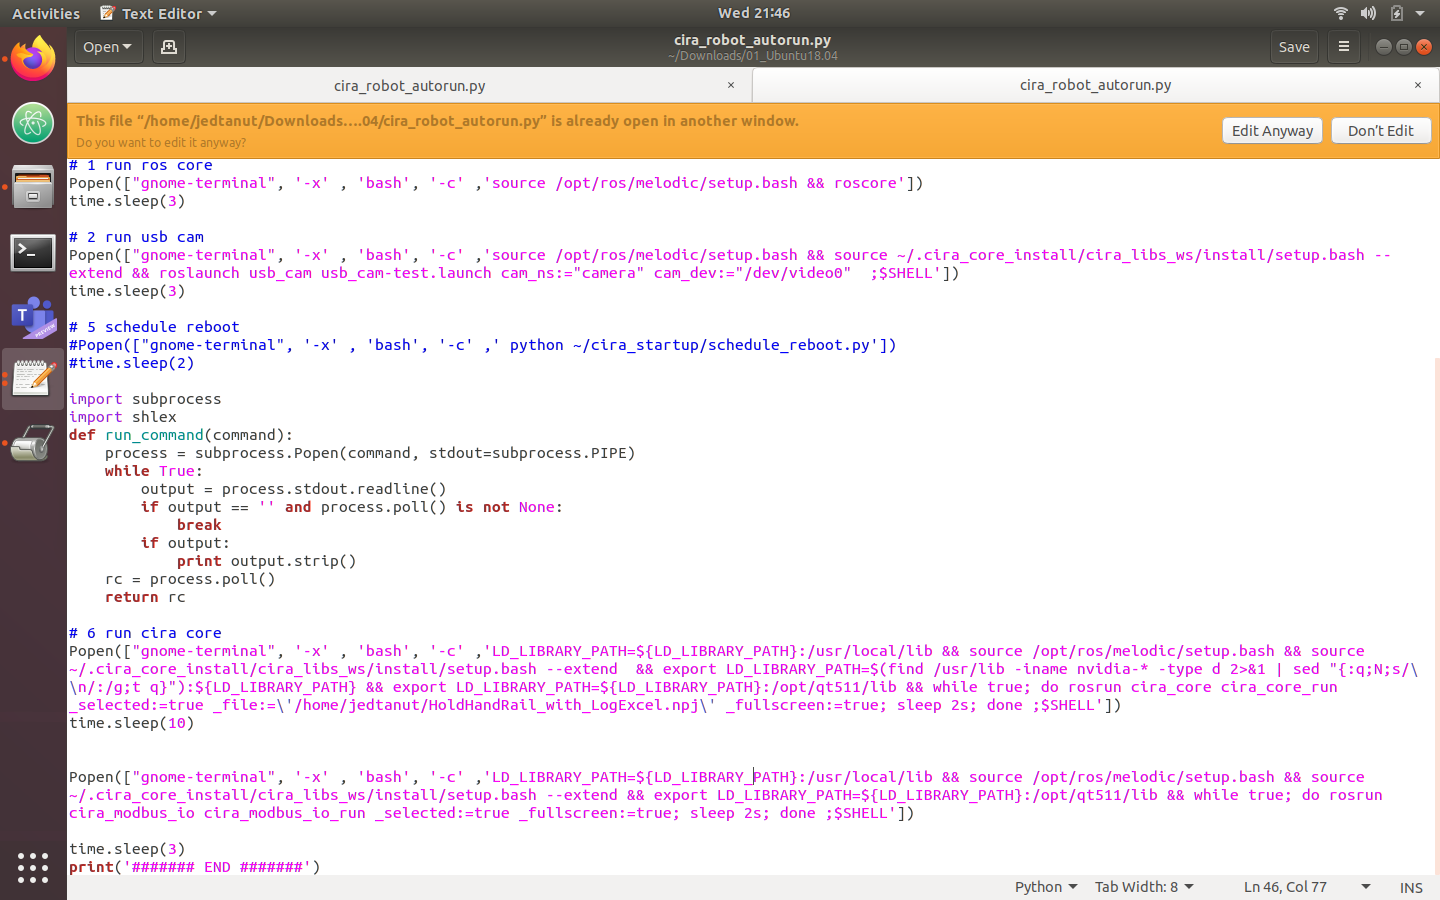 Activities
Text Editor
Wed 21:46
Open
cira_robot_autorun.py
~/Downloads/01_Ubuntu18.04
Save
cira_robot_autorun.py ×
cira_robot_autorun.py ×
This file "/home/jedtanut/Downloads….04/cira_robot_autorun.py" is already open in another window.
Do you want to edit it anyway?
Edit Anyway
Don't Edit
# 1 run ros core
Popen(["gnome-terminal", '-x' , 'bash', '-c' ,'source /opt/ros/melodic/setup.bash && roscore'])
time.sleep(3)
# 2 run usb cam
Popen(["gnome-terminal", '-x' , 'bash', '-c' ,'source /opt/ros/melodic/setup.bash && source ~/.cira_core_install/cira_libs_ws/install/setup.bash --
extend && roslaunch usb_cam usb_cam-test.launch cam_ns:="camera" cam_dev:="/dev/video0"  ;$SHELL'])
time.sleep(3)
# 5 schedule reboot
#Popen(["gnome-terminal", '-x' , 'bash', '-c' ,' python ~/cira_startup/schedule_reboot.py'])
#time.sleep(2)
import subprocess
import shlex
def run_command(command):
    process = subprocess.Popen(command, stdout=subprocess.PIPE)
    while True:
        output = process.stdout.readline()
        if output == '' and process.poll() is not None:
            break
        if output:
            print output.strip()
    rc = process.poll()
    return rc
# 6 run cira core
Popen(["gnome-terminal", '-x' , 'bash', '-c' ,'LD_LIBRARY_PATH=${LD_LIBRARY_PATH}:/usr/local/lib && source /opt/ros/melodic/setup.bash && source
~/.cira_core_install/cira_libs_ws/install/setup.bash --extend  && export LD_LIBRARY_PATH=$(find /usr/lib -iname nvidia-* -type d 2>&1 | sed "{:q;N;s/\
\n/:/g;t q}"):${LD_LIBRARY_PATH} && export LD_LIBRARY_PATH=${LD_LIBRARY_PATH}:/opt/qt511/lib && while true; do rosrun cira_core cira_core_run
_selected:=true _file:=\'/home/jedtanut/HoldHandRail_with_LogExcel.npj\' _fullscreen:=true; sleep 2s; done ;$SHELL'])
time.sleep(10)
Popen(["gnome-terminal", '-x' , 'bash', '-c' ,'LD_LIBRARY_PATH=${LD_LIBRARY_PATH}:/usr/local/lib && source /opt/ros/melodic/setup.bash && source
~/.cira_core_install/cira_libs_ws/install/setup.bash --extend && export LD_LIBRARY_PATH=${LD_LIBRARY_PATH}:/opt/qt511/lib && while true; do rosrun
cira_modbus_io cira_modbus_io_run _selected:=true _fullscreen:=true; sleep 2s; done ;$SHELL'])
time.sleep(3)
print('####### END #######')
Python
Tab Width: 8
Ln 46, Col 77
INS
T
PREVIEW